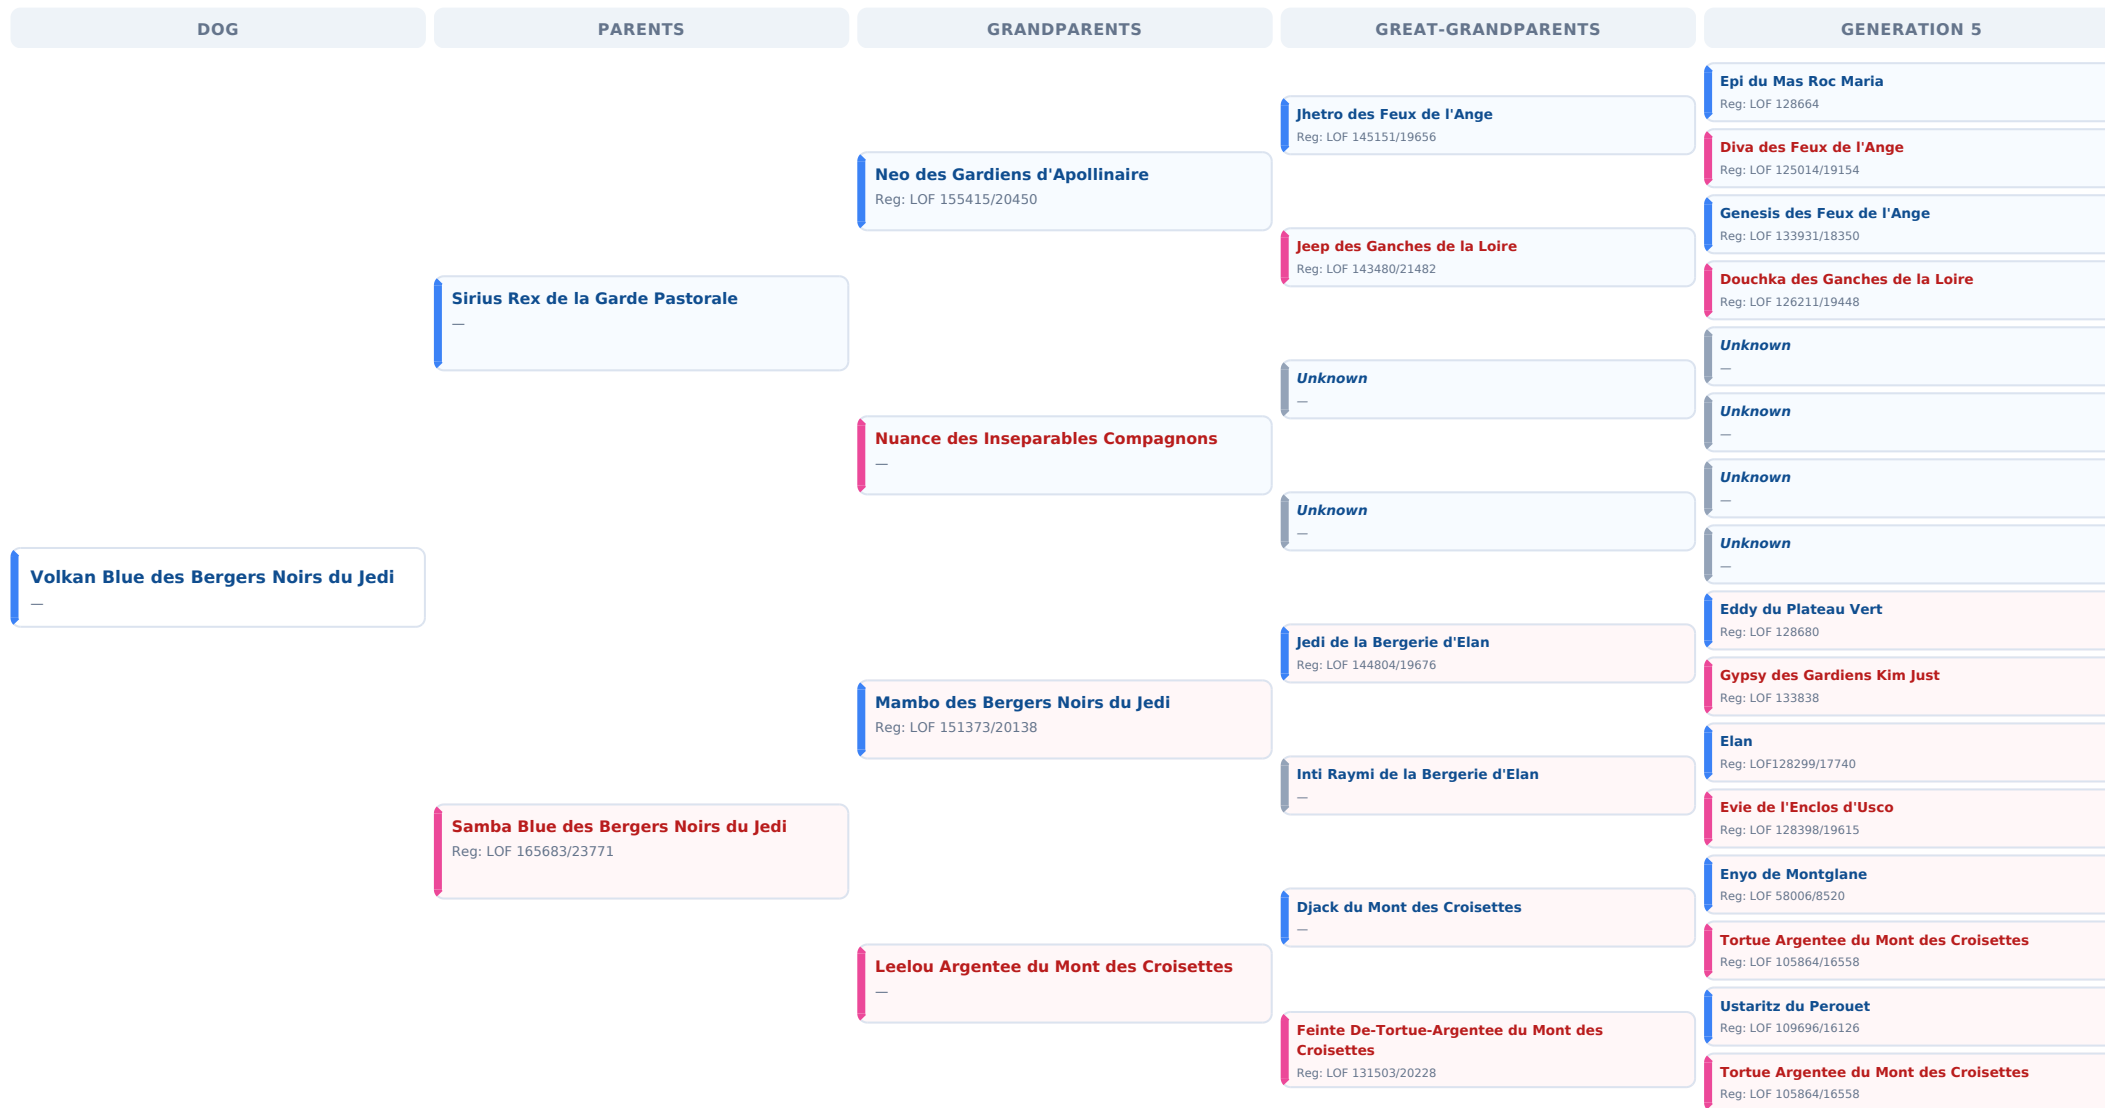 DOG
PARENTS
GRANDPARENTS
GREAT-GRANDPARENTS
GENERATION 5
Volkan Blue des Bergers Noirs du Jedi
—
Sirius Rex de la Garde Pastorale
—
Samba Blue des Bergers Noirs du Jedi
Reg: LOF 165683/23771
Neo des Gardiens d'Apollinaire
Reg: LOF 155415/20450
Nuance des Inseparables Compagnons
—
Mambo des Bergers Noirs du Jedi
Reg: LOF 151373/20138
Leelou Argentee du Mont des Croisettes
—
Jhetro des Feux de l'Ange
Reg: LOF 145151/19656
Jeep des Ganches de la Loire
Reg: LOF 143480/21482
Unknown
—
Unknown
—
Jedi de la Bergerie d'Elan
Reg: LOF 144804/19676
Inti Raymi de la Bergerie d'Elan
—
Djack du Mont des Croisettes
—
Feinte De-Tortue-Argentee du Mont des
Croisettes
Reg: LOF 131503/20228
Epi du Mas Roc Maria
Reg: LOF 128664
Diva des Feux de l'Ange
Reg: LOF 125014/19154
Genesis des Feux de l'Ange
Reg: LOF 133931/18350
Douchka des Ganches de la Loire
Reg: LOF 126211/19448
Unknown
—
Unknown
—
Unknown
—
Unknown
—
Eddy du Plateau Vert
Reg: LOF 128680
Gypsy des Gardiens Kim Just
Reg: LOF 133838
Elan
Reg: LOF128299/17740
Evie de l'Enclos d'Usco
Reg: LOF 128398/19615
Enyo de Montglane
Reg: LOF 58006/8520
Tortue Argentee du Mont des Croisettes
Reg: LOF 105864/16558
Ustaritz du Perouet
Reg: LOF 109696/16126
Tortue Argentee du Mont des Croisettes
Reg: LOF 105864/16558